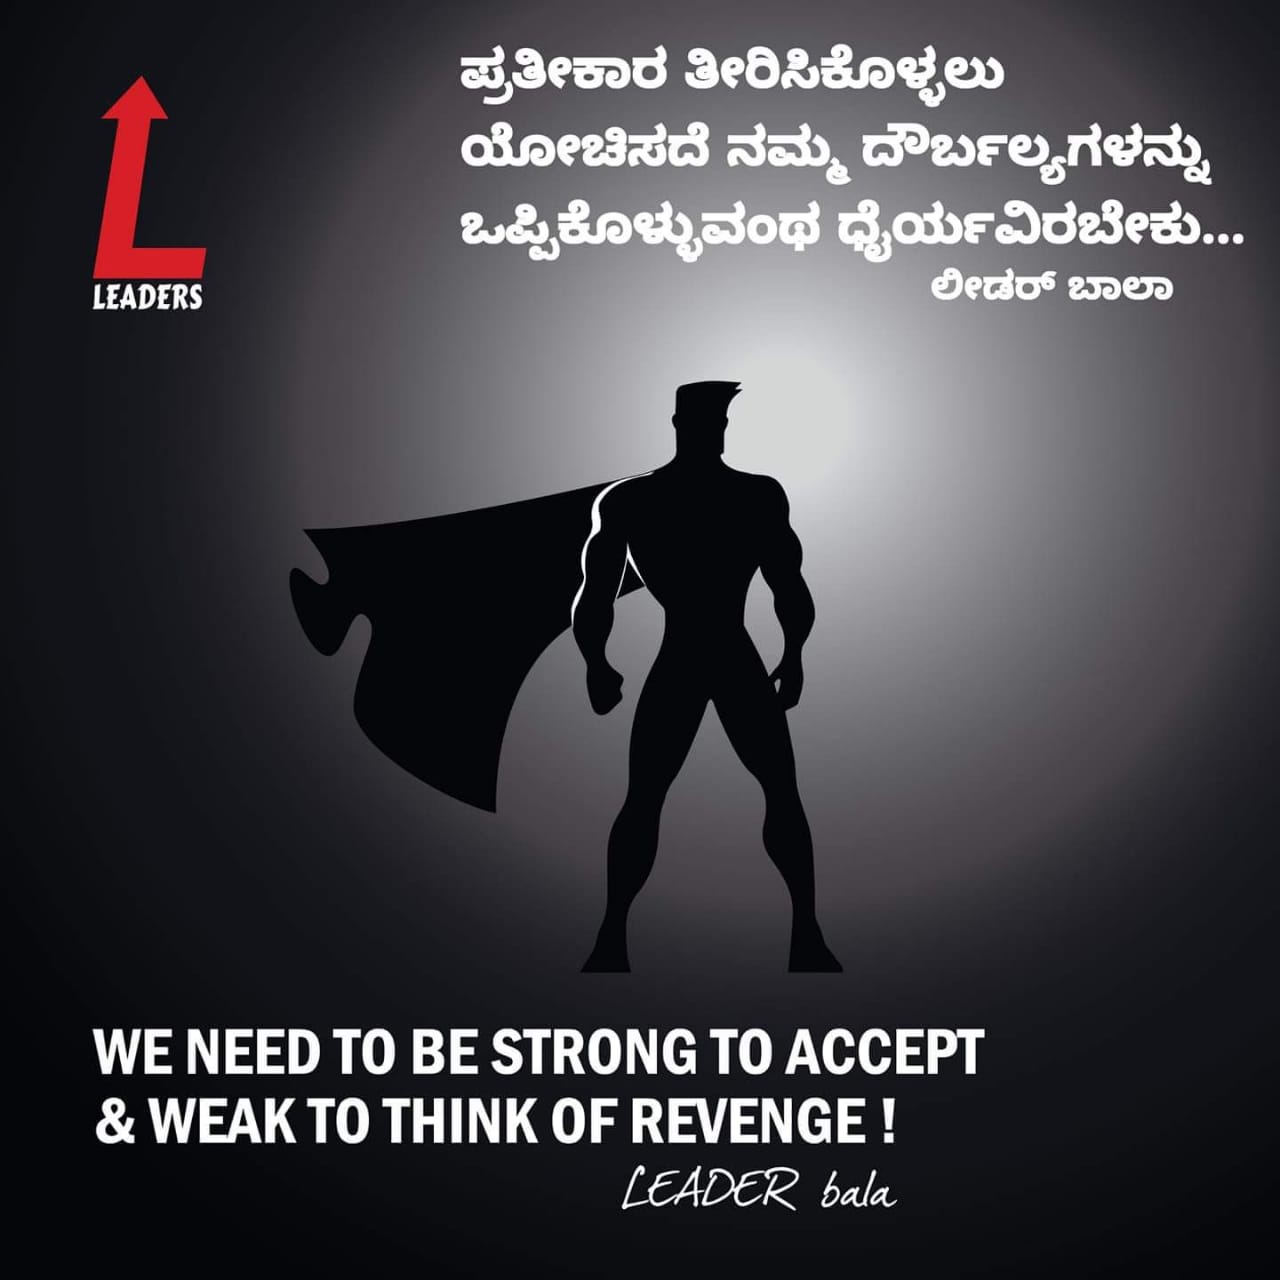 ಪ್ರತೀಕಾರ ತೀರಿಸಿಕೊಳ್ಳಲು
ಯೋಚಿಸದೆ ನಮ್ಮ ದೌರ್ಬಲ್ಯಗಳನ್ನು
ಒಪ್ಪಿಕೊಳ್ಳುವಂಥ ಧೈರ್ಯವಿರಬೇಕು...
ಲೀಡರ್ ಬಾಲಾ
L
LEADERS
WE NEED TO BE STRONG TO ACCEPT
& WEAK TO THINK OF REVENGE !
LEADER bala